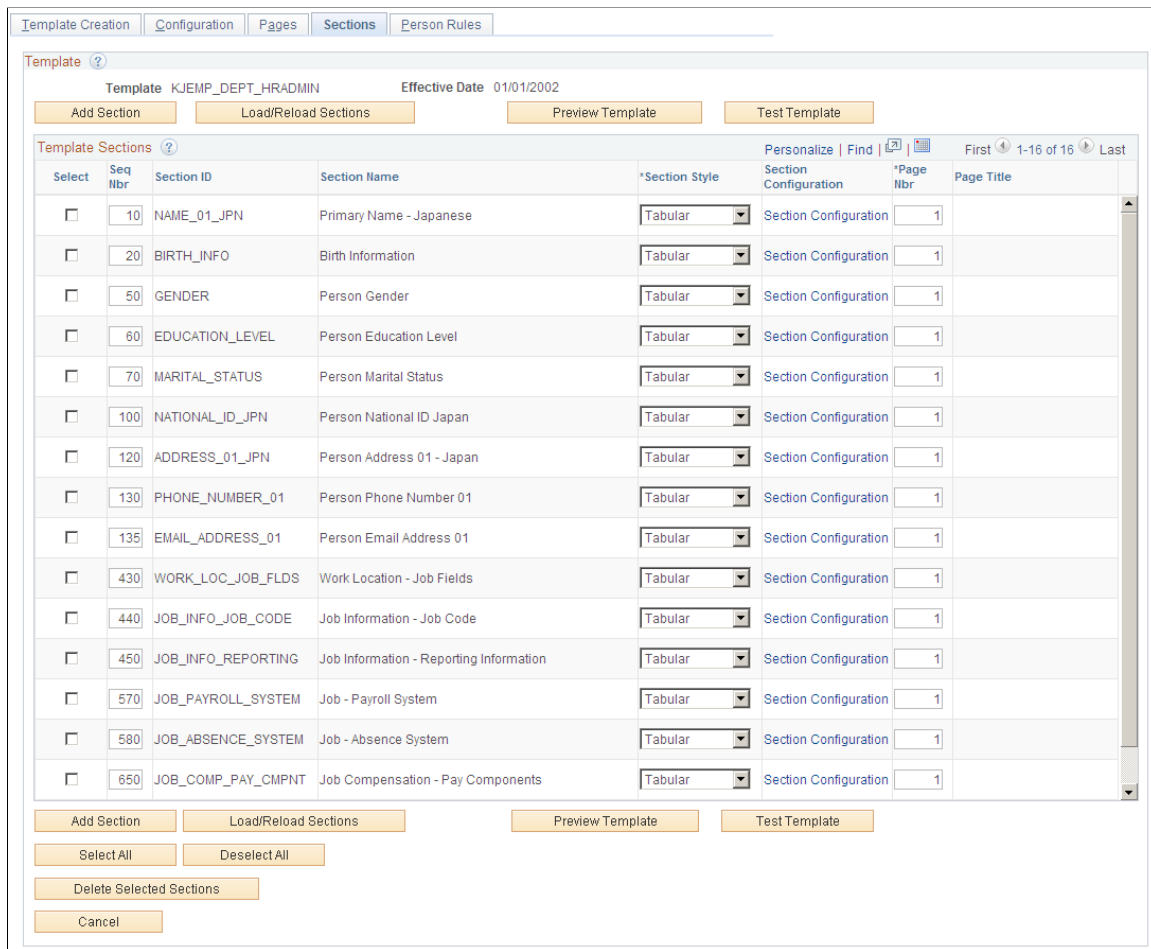 Template Creation Configuration Pages Sections Person Rules
Template ?
Template KJEMP_DEPT_HRADMIN Effective Date 01/01/2002
Add Section Load/Reload Sections Preview Template Test Template
Template Sections ? Personalize | Find | | First 1-16 of 16 Last
Select Seq Nbr Section ID Section Name *Section Style Section Configuration *Page Nbr Page Title
10 NAME_01_JPN Primary Name - Japanese Tabular Section Configuration 1
20 BIRTH_INFO Birth Information Tabular Section Configuration 1
50 GENDER Person Gender Tabular Section Configuration 1
60 EDUCATION_LEVEL Person Education Level Tabular Section Configuration 1
70 MARITAL_STATUS Person Marital Status Tabular Section Configuration 1
100 NATIONAL_ID_JPN Person National ID Japan Tabular Section Configuration 1
120 ADDRESS_01_JPN Person Address 01 - Japan Tabular Section Configuration 1
130 PHONE_NUMBER_01 Person Phone Number 01 Tabular Section Configuration 1
135 EMAIL_ADDRESS_01 Person Email Address 01 Tabular Section Configuration 1
430 WORK_LOC_JOB_FLDS Work Location - Job Fields Tabular Section Configuration 1
440 JOB_INFO_JOB_CODE Job Information - Job Code Tabular Section Configuration 1
450 JOB_INFO_REPORTING Job Information - Reporting Information Tabular Section Configuration 1
570 JOB_PAYROLL_SYSTEM Job - Payroll System Tabular Section Configuration 1
580 JOB_ABSENCE_SYSTEM Job - Absence System Tabular Section Configuration 1
650 JOB_COMP_PAY_CMPNT Job Compensation - Pay Components Tabular Section Configuration 1
Add Section Load/Reload Sections Preview Template Test Template
Select All Deselect All
Delete Selected Sections
Cancel